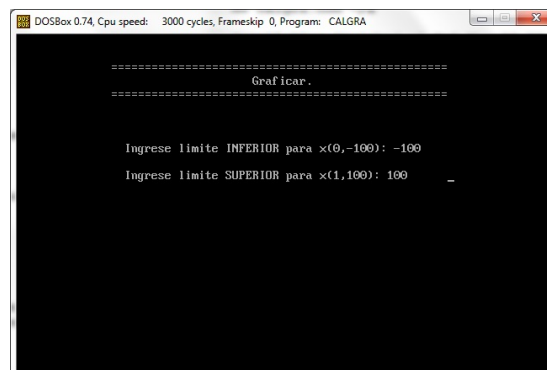 DOSBox 0.74, Cpu speed: 3000 cycles, Frameskip 0, Program: CALGRA
==================================================
Graficar.
==================================================
Ingrese limite INFERIOR para x(0,-100): -100
Ingrese limite SUPERIOR para x(1,100): 100 _